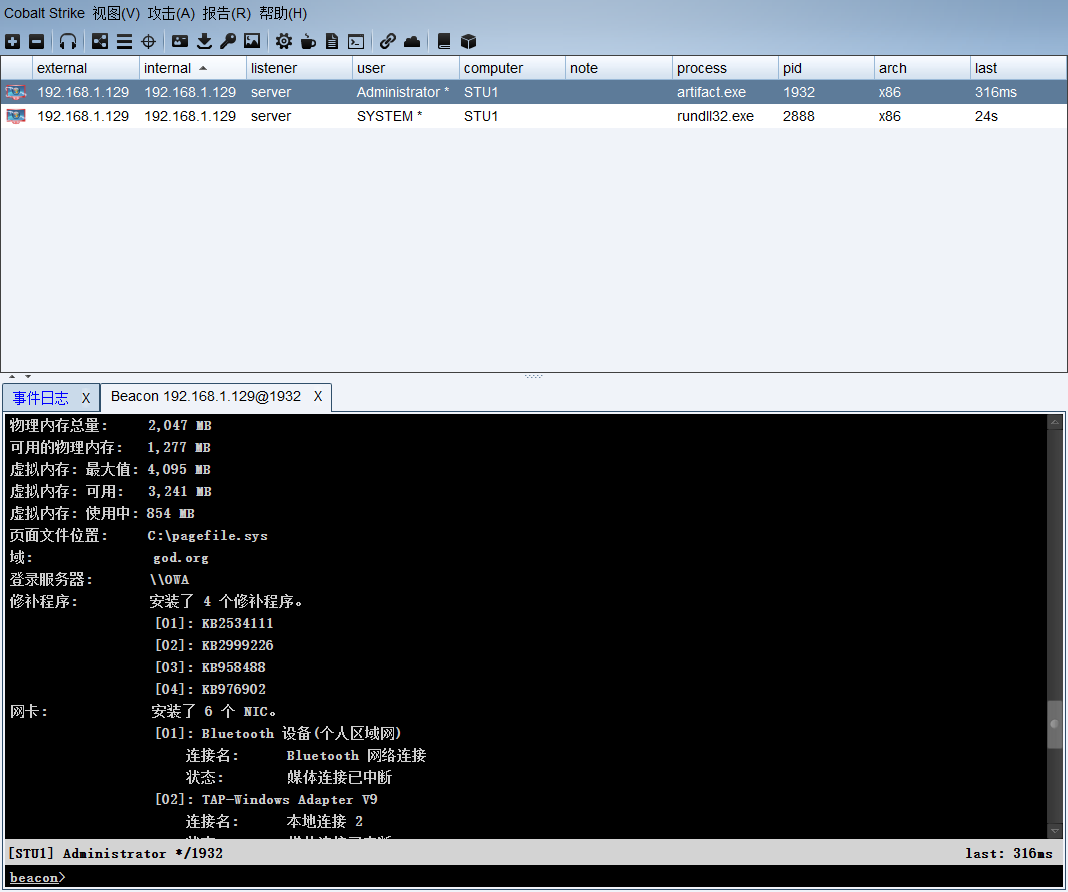 Cobalt Strike 视图(V) 攻击(A) 报告(R) 帮助(H)
external internal listener user computer note process pid arch last
192.168.1.129 192.168.1.129 server Administrator * STU1 artifact.exe 1932 x86 316ms
192.168.1.129 192.168.1.129 server SYSTEM * STU1 rundll32.exe 2888 x86 24s
事件日志 X Beacon 192.168.1.129@1932 X
物理内存总量: 2,047 MB
可用的物理内存: 1,277 MB
虚拟内存: 最大值: 4,095 MB
虚拟内存: 可用: 3,241 MB
虚拟内存: 使用中: 854 MB
页面文件位置: C:\pagefile.sys
域: god.org
登录服务器: \\OWA
修补程序: 安装了 4 个修补程序。
[01]: KB2534111
[02]: KB2999226
[03]: KB958488
[04]: KB976902
网卡: 安装了 6 个 NIC。
[01]: Bluetooth 设备(个人区域网)
连接名: Bluetooth 网络连接
状态: 媒体连接已中断
[02]: TAP-Windows Adapter V9
连接名: 本地连接 2
[STU1] Administrator */1932 last: 316ms
beacon>